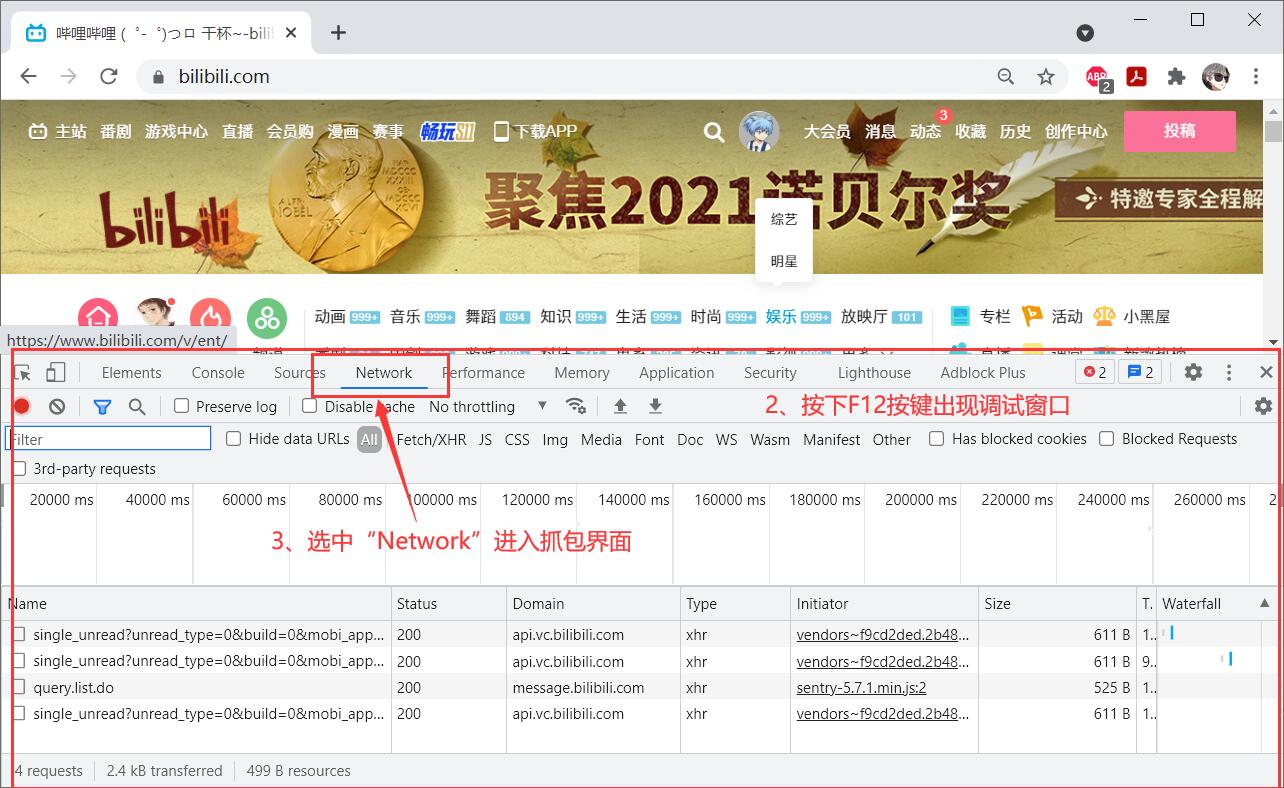 哔哩哔哩 (゜-゜)つロ 干杯~-bili
bilibili.com
ABP 2
主站 番剧 游戏中心 直播 会员购 漫画 赛事 畅玩S11 下载APP 大会员 消息 动态 3 收藏 历史 创作中心 投稿
bilibili ALFR. NOBEL 聚焦2021诺贝尔奖 特邀专家全程解
综艺
明星
动画 999+ 音乐 999+ 舞蹈 894 知识 999+ 生活 999+ 时尚 999+ 娱乐 999+ 放映厅 101 专栏 活动 小黑屋
https://www.bilibili.com/v/ent/
Elements Console Sources Network Performance Memory Application Security Lighthouse Adblock Plus 2 2
Preserve log Disable cache No throttling 2、按下F12按键出现调试窗口
Filter Hide data URLs All Fetch/XHR JS CSS Img Media Font Doc WS Wasm Manifest Other Has blocked cookies Blocked Requests
3rd-party requests
20000 ms 40000 ms 60000 ms 80000 ms 100000 ms 120000 ms 140000 ms 160000 ms 180000 ms 200000 ms 220000 ms 240000 ms 260000 ms 2
3、选中“Network”进入抓包界面
Name Status Domain Type Initiator Size T. Waterfall
single_unread?unread_type=0&build=0&mobi_app... 200 api.vc.bilibili.com xhr vendors~f9cd2ded.2b48... 611 B 1..
single_unread?unread_type=0&build=0&mobi_app... 200 api.vc.bilibili.com xhr vendors~f9cd2ded.2b48... 611 B 9..
query.list.do 200 message.bilibili.com xhr sentry-5.7.1.min.js:2 525 B 1..
single_unread?unread_type=0&build=0&mobi_app... 200 api.vc.bilibili.com xhr vendors~f9cd2ded.2b48... 611 B 1..
4 requests 2.4 kB transferred 499 B resources